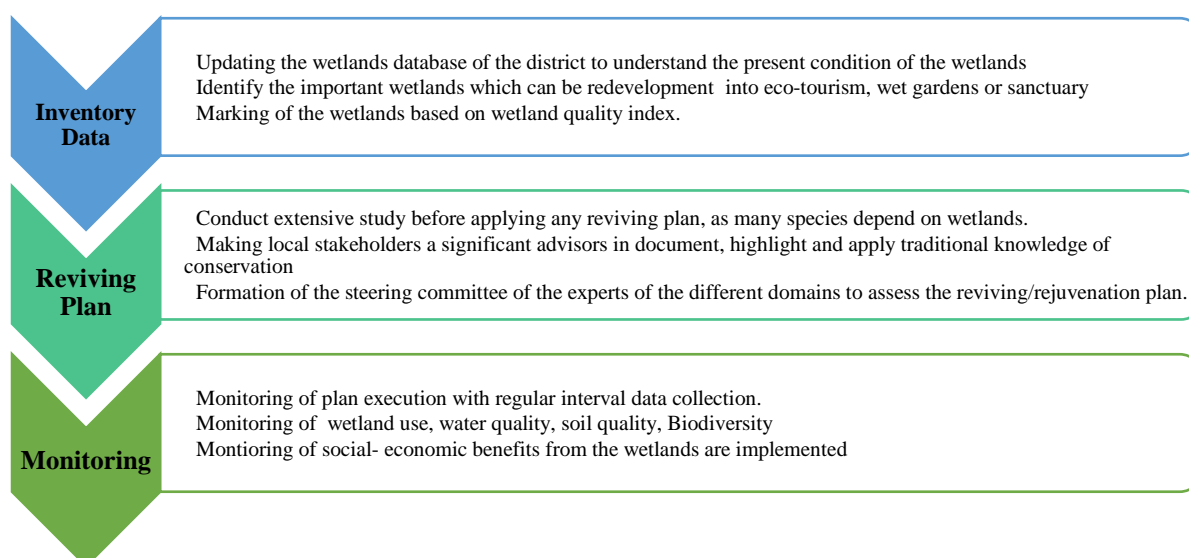 Inventory
Data
Updating the wetlands database of the district to understand the present condition of the wetlands
Identify the important wetlands which can be redevelopment into eco-tourism, wet gardens or sanctuary
Marking of the wetlands based on wetland quality index.
Reviving
Plan
Conduct extensive study before applying any reviving plan, as many species depend on wetlands.
Making local stakeholders a significant advisors in document, highlight and apply traditional knowledge of
conservation
Formation of the steering committee of the experts of the different domains to assess the reviving/rejuvenation plan.
Monitoring
Monitoring of plan execution with regular interval data collection.
Monitoring of wetland use, water quality, soil quality, Biodiversity
Montioring of social- economic benefits from the wetlands are implemented